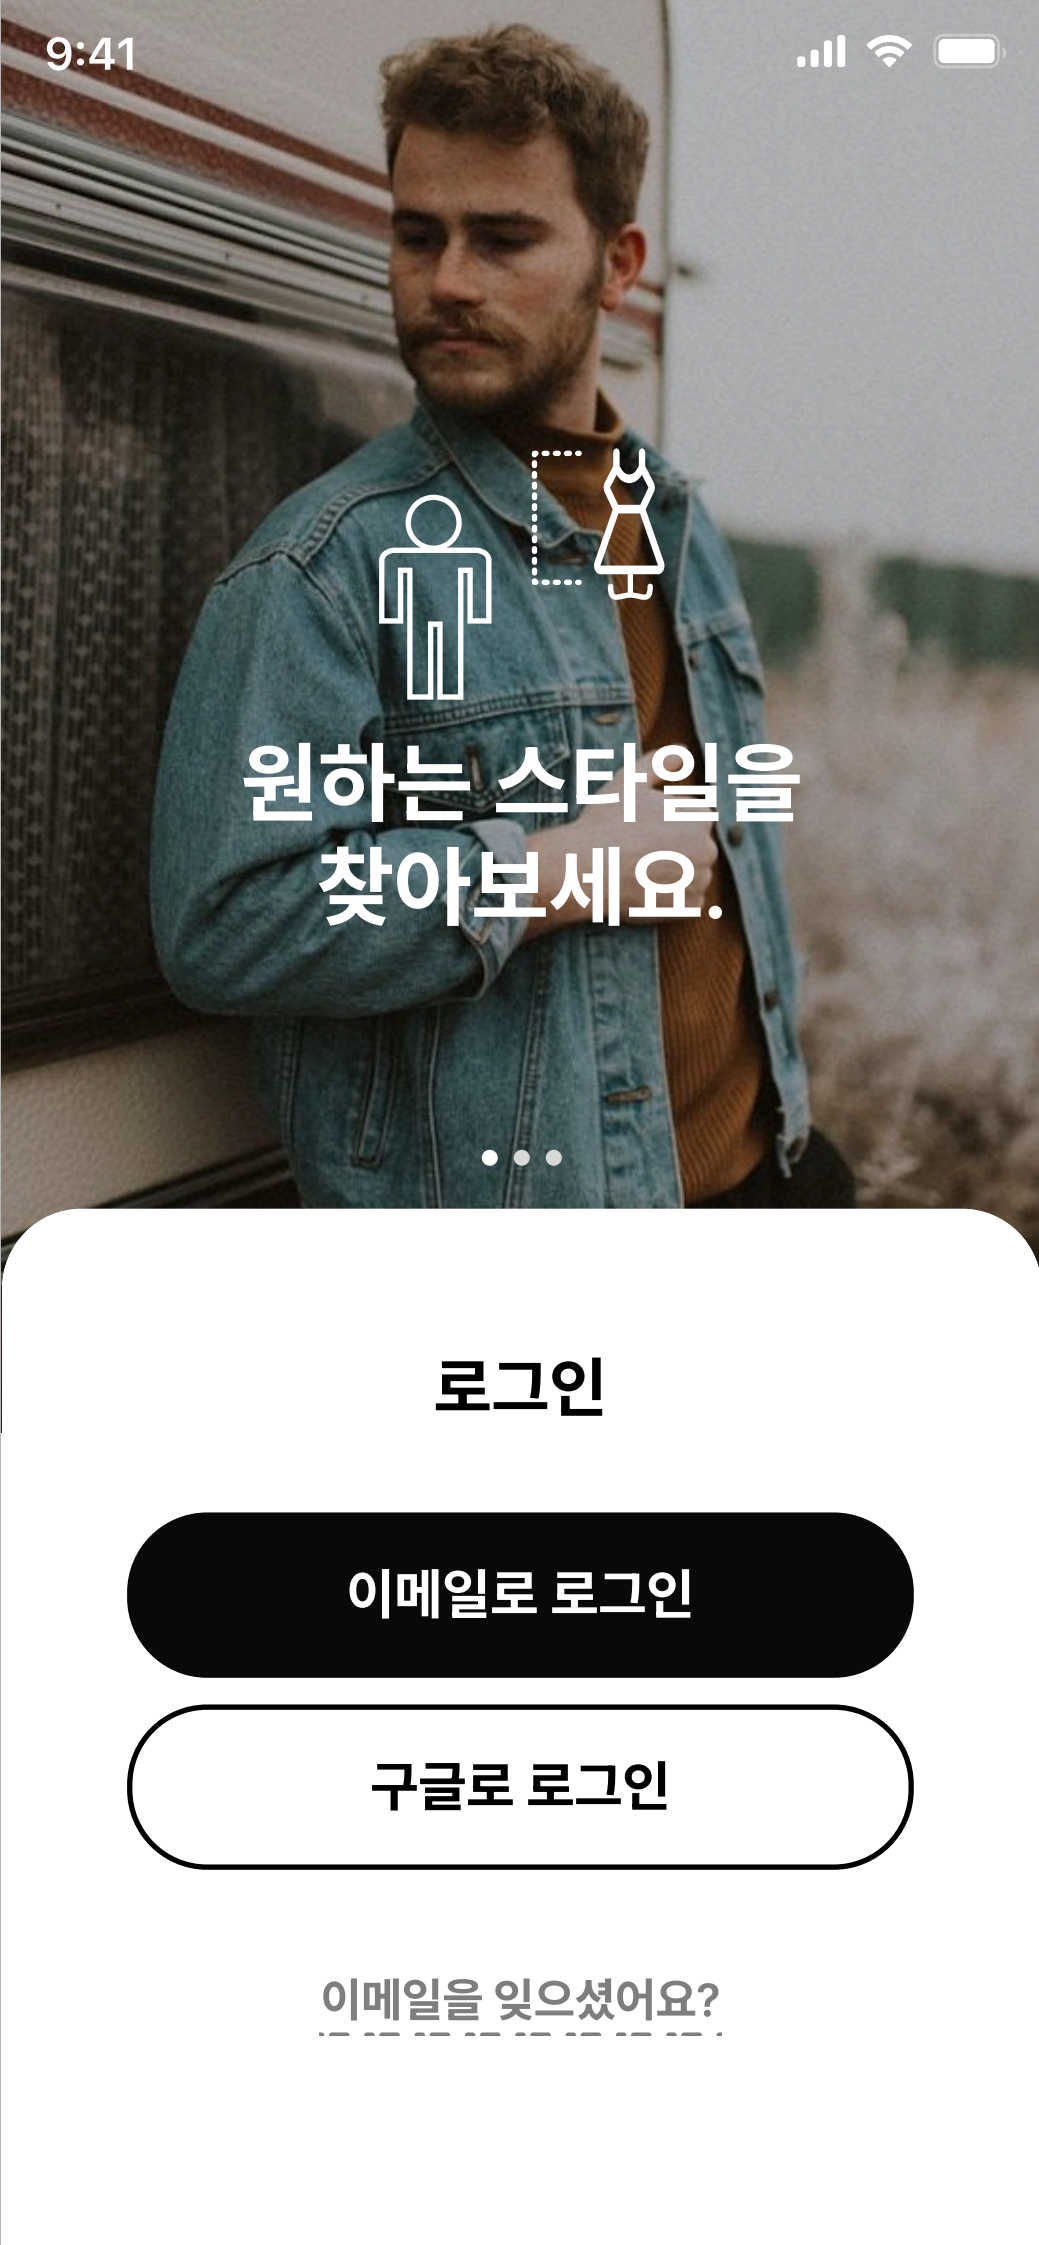 9:41
원하는 스타일을
찾아보세요.
로그인
이메일로 로그인
구글로 로그인
이메일을 잊으셨어요?